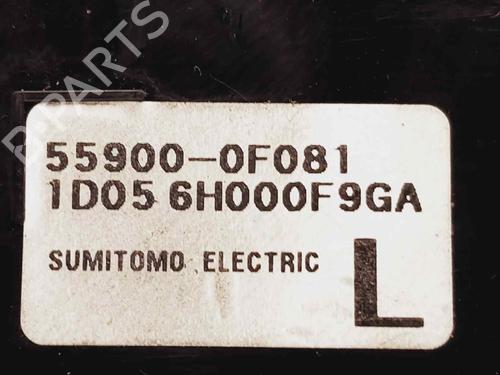 B-PARTS
55900-0F081
1D05 6H000F9GA
SUMITOMO ELECTRIC
L